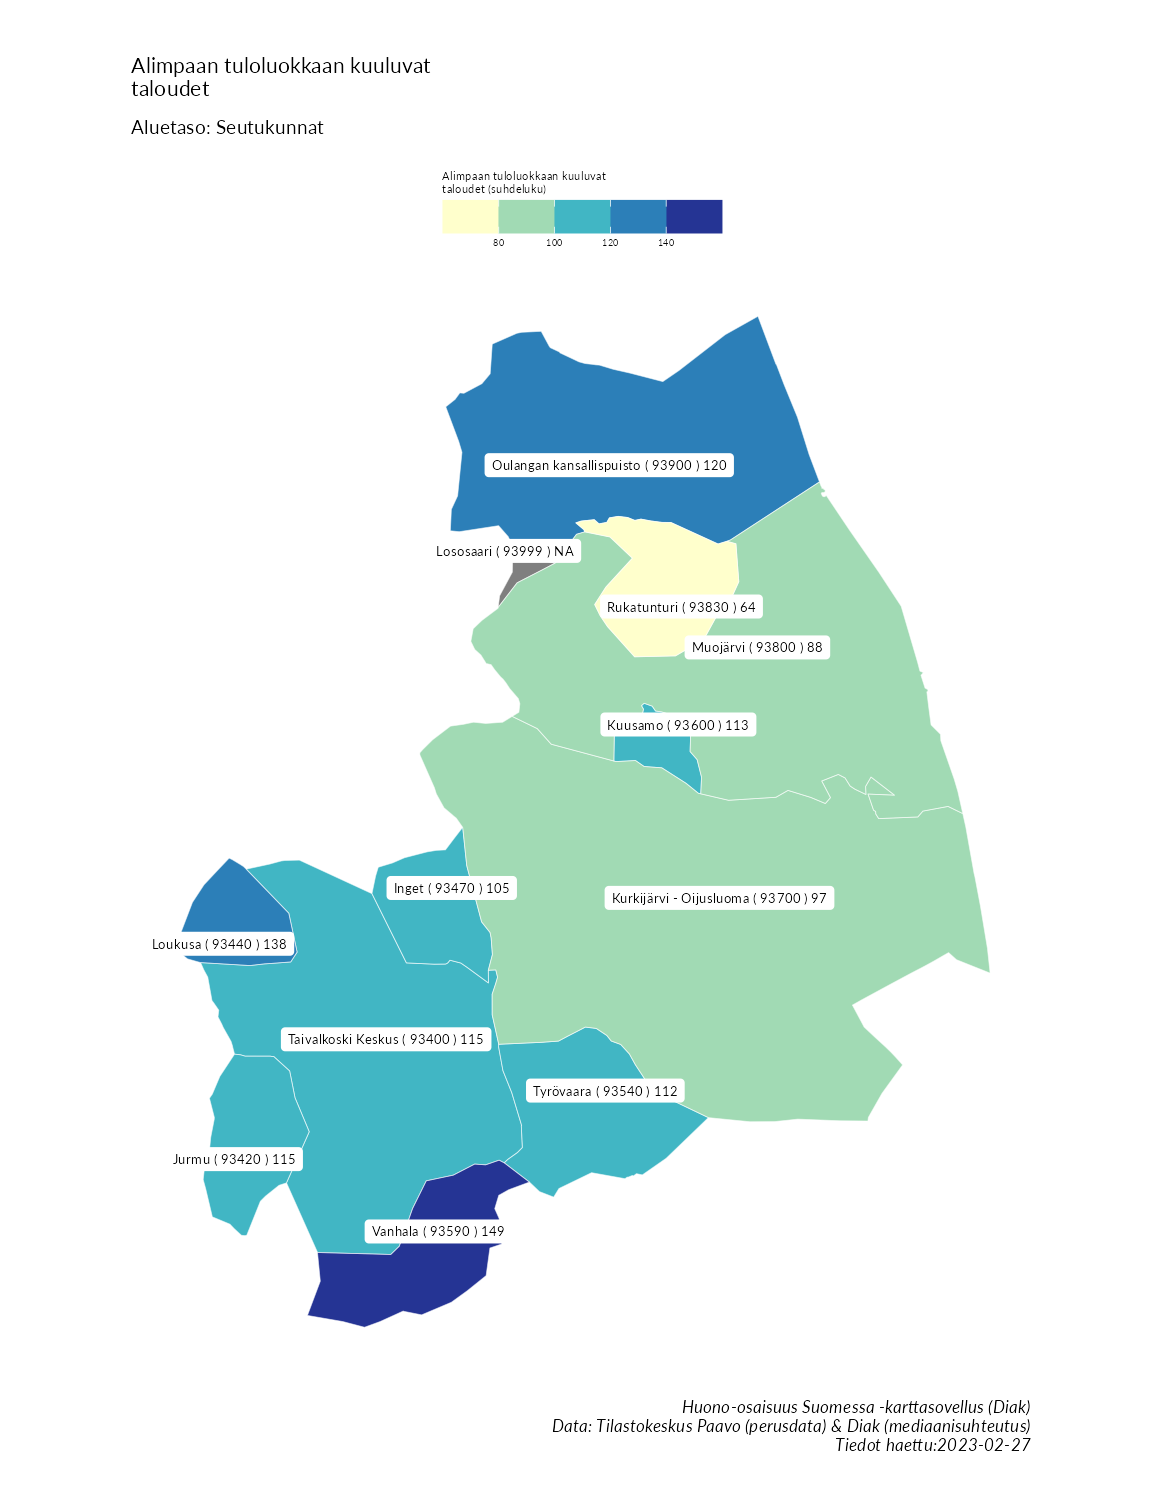 Alimpaan tuloluokkaan kuuluvat
taloudet
Aluetaso: Seutukunnat
Alimpaan tuloluokkaan kuuluvat
taloudet (suhdeluku)
80 100 120 140
Oulangan kansallispuisto ( 93900 ) 120
Lososaari ( 93999 ) NA
Rukatunturi ( 93830 ) 64
Muojärvi ( 93800 ) 88
Kuusamo ( 93600 ) 113
Inget ( 93470 ) 105
Kurkijärvi - Oijusluoma ( 93700 ) 97
Loukusa ( 93440 ) 138
Taivalkoski Keskus ( 93400 ) 115
Tyrövaara ( 93540 ) 112
Jurmu ( 93420 ) 115
Vanhala ( 93590 ) 149
Huono-osaisuus Suomessa -karttasovellus (Diak)
Data: Tilastokeskus Paavo (perusdata) & Diak (mediaanisuhteutus)
Tiedot haettu:2023-02-27